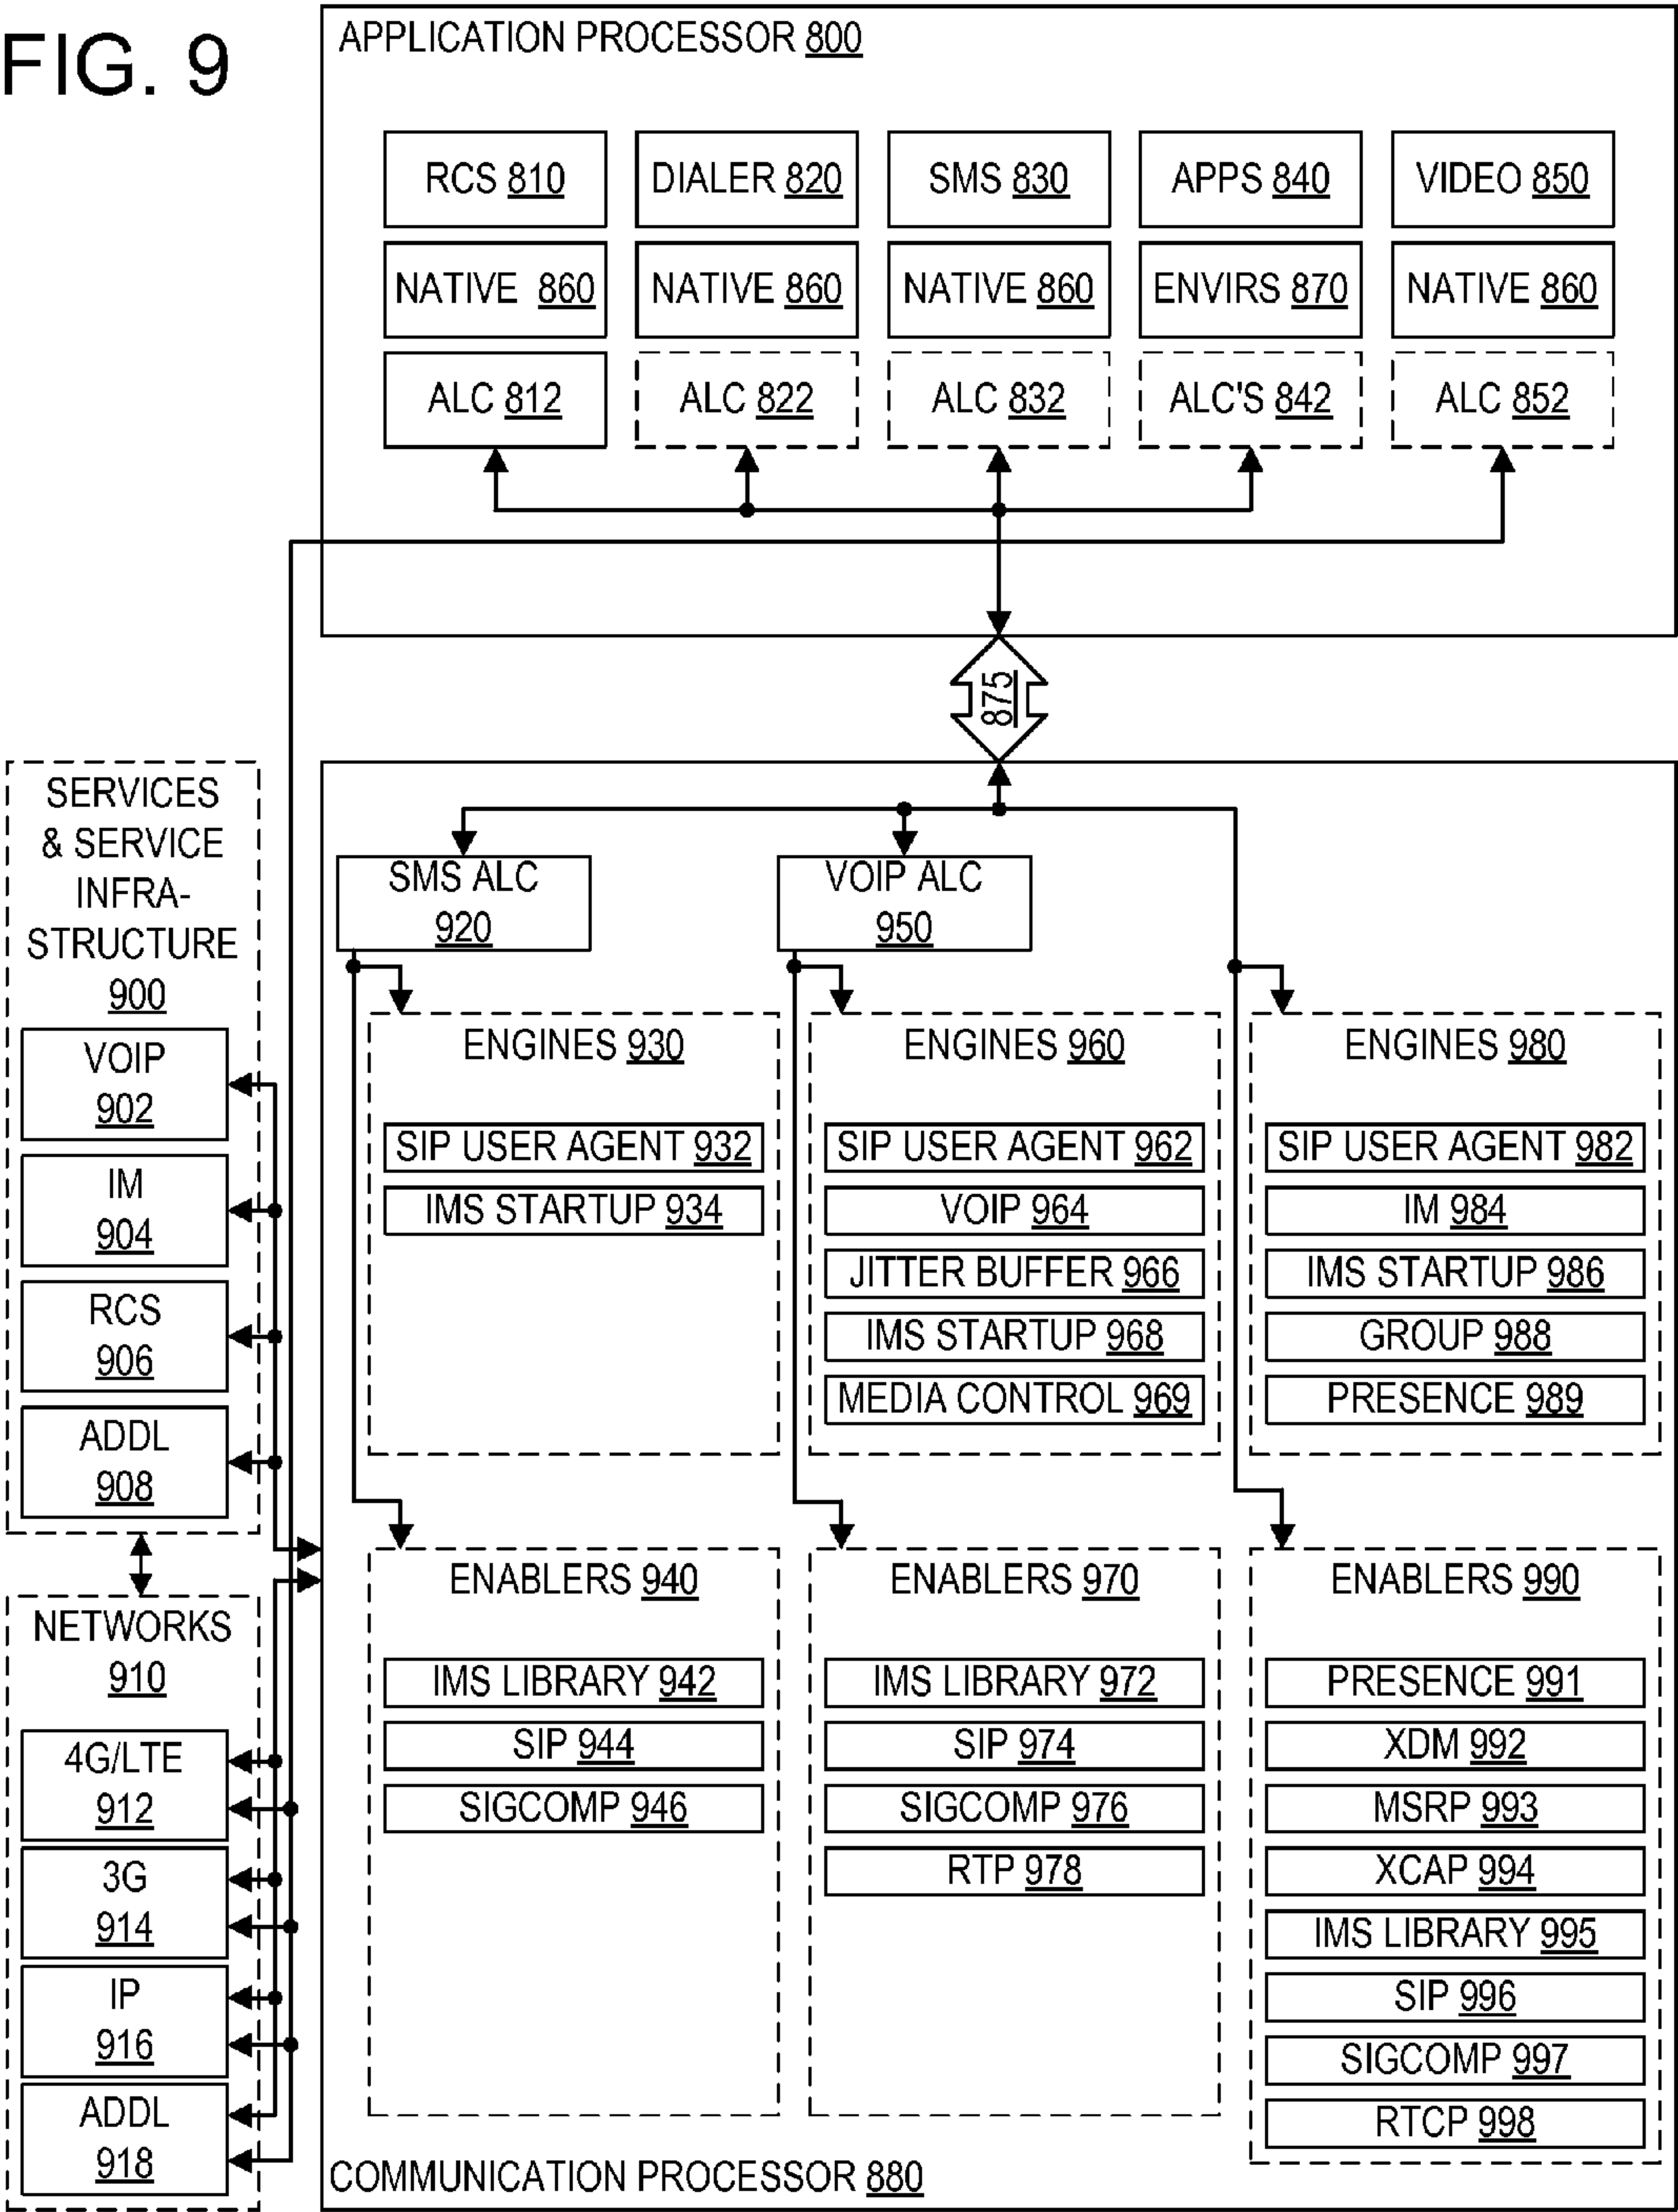 FIG. 9
APPLICATION PROCESSOR 800
RCS 810
DIALER 820
SMS 830
APPS 840
VIDEO 850
NATIVE 860
NATIVE 860
NATIVE 860
ENVIRS 870
NATIVE 860
ALC 812
ALC 822
ALC 832
ALC'S 842
ALC 852
875
SERVICES
& SERVICE
INFRA-
STRUCTURE
900
VOIP
902
IM
904
RCS
906
ADDL
908
NETWORKS
910
4G/LTE
912
3G
914
IP
916
ADDL
918
SMS ALC
920
VOIP ALC
950
ENGINES 930
SIP USER AGENT 932
IMS STARTUP 934
ENGINES 960
SIP USER AGENT 962
VOIP 964
JITTER BUFFER 966
IMS STARTUP 968
MEDIA CONTROL 969
ENGINES 980
SIP USER AGENT 982
IM 984
IMS STARTUP 986
GROUP 988
PRESENCE 989
ENABLERS 940
IMS LIBRARY 942
SIP 944
SIGCOMP 946
ENABLERS 970
IMS LIBRARY 972
SIP 974
SIGCOMP 976
RTP 978
ENABLERS 990
PRESENCE 991
XDM 992
MSRP 993
XCAP 994
IMS LIBRARY 995
SIP 996
SIGCOMP 997
RTCP 998
COMMUNICATION PROCESSOR 880